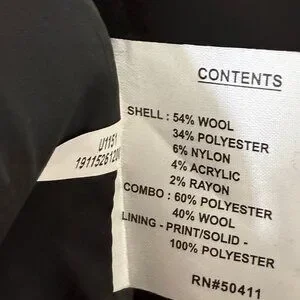 CONTENTS
SHELL : 54% WOOL
34% POLYESTER
6% NYLON
4% ACRYLIC
2% RAYON
COMBO : 60% POLYESTER
40% WOOL
LINING - PRINT/SOLID -
100% POLYESTER
RN#50411
U1151